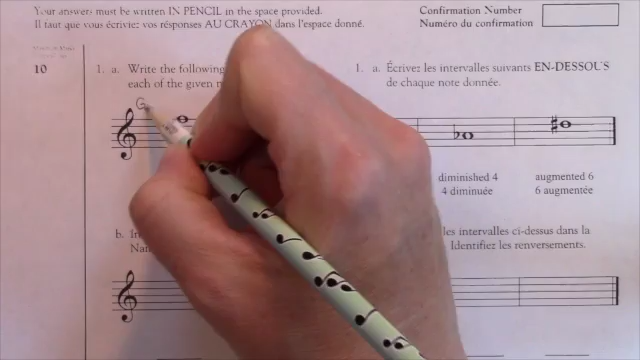 Your answers must be written IN PENCIL in the space provided.
Il faut que vous écriviez vos réponses AU CRAYON dans l'espace donné.
Confirmation Number
Numéro du confirmation
10
1. a. Write the following
each of the given
1. a. Écrivez les intervalles suivants EN-DESSOUS
de chaque note donnée.
G
diminished 4
4 diminuée
augmented 6
6 augmentée
b.
les intervalles ci-dessus dans la
Identifiez les renversements.